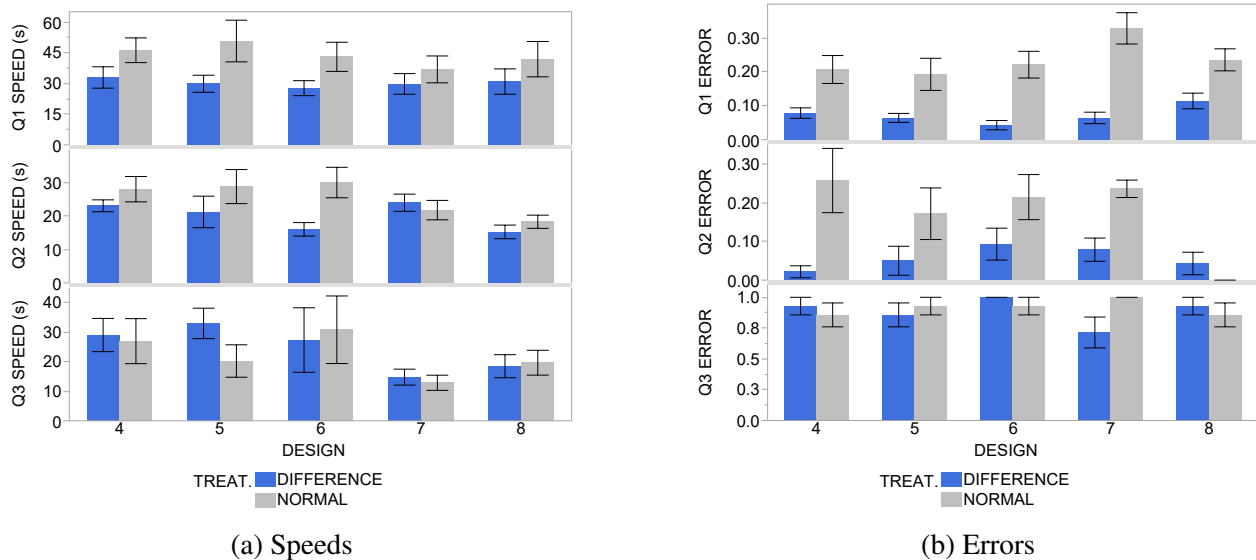 Q1 SPEED (s)
60
45
30
15
0
Q2 SPEED (s)
30
20
10
0
Q3 SPEED (s)
40
30
20
10
0
4 5 6 7 8
DESIGN
TREAT. DIFFERENCE
NORMAL
(a) Speeds
Q1 ERROR
0.30
0.20
0.10
0.00
Q2 ERROR
0.30
0.10
0.00
Q3 ERROR
1.0
0.8
0.5
0.3
0.0
4 5 6 7 8
DESIGN
TREAT. DIFFERENCE
NORMAL
(b) Errors